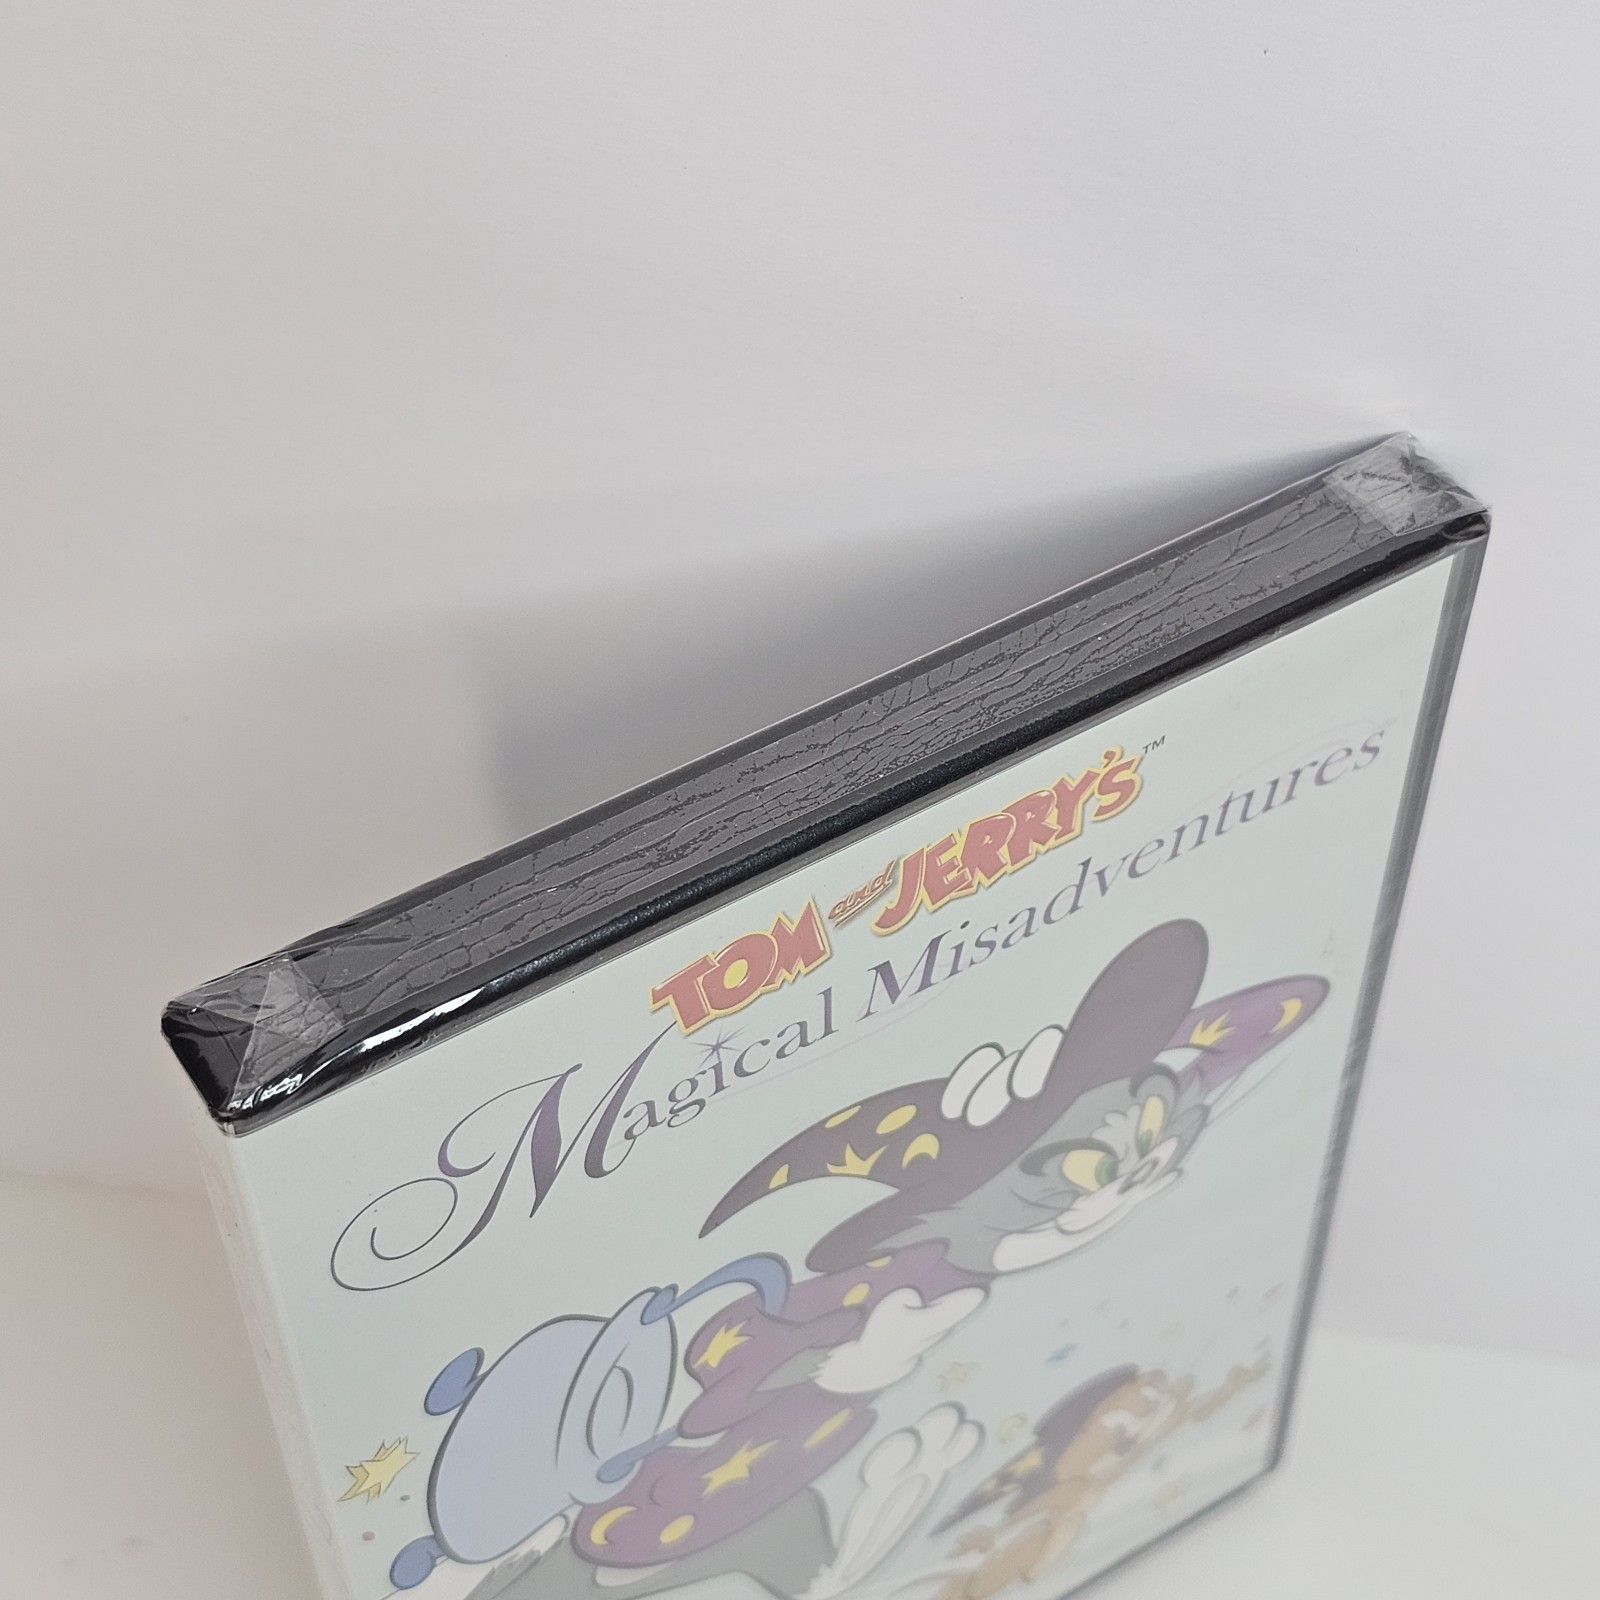 TOM and JERRY'S™
Magical Misadventures